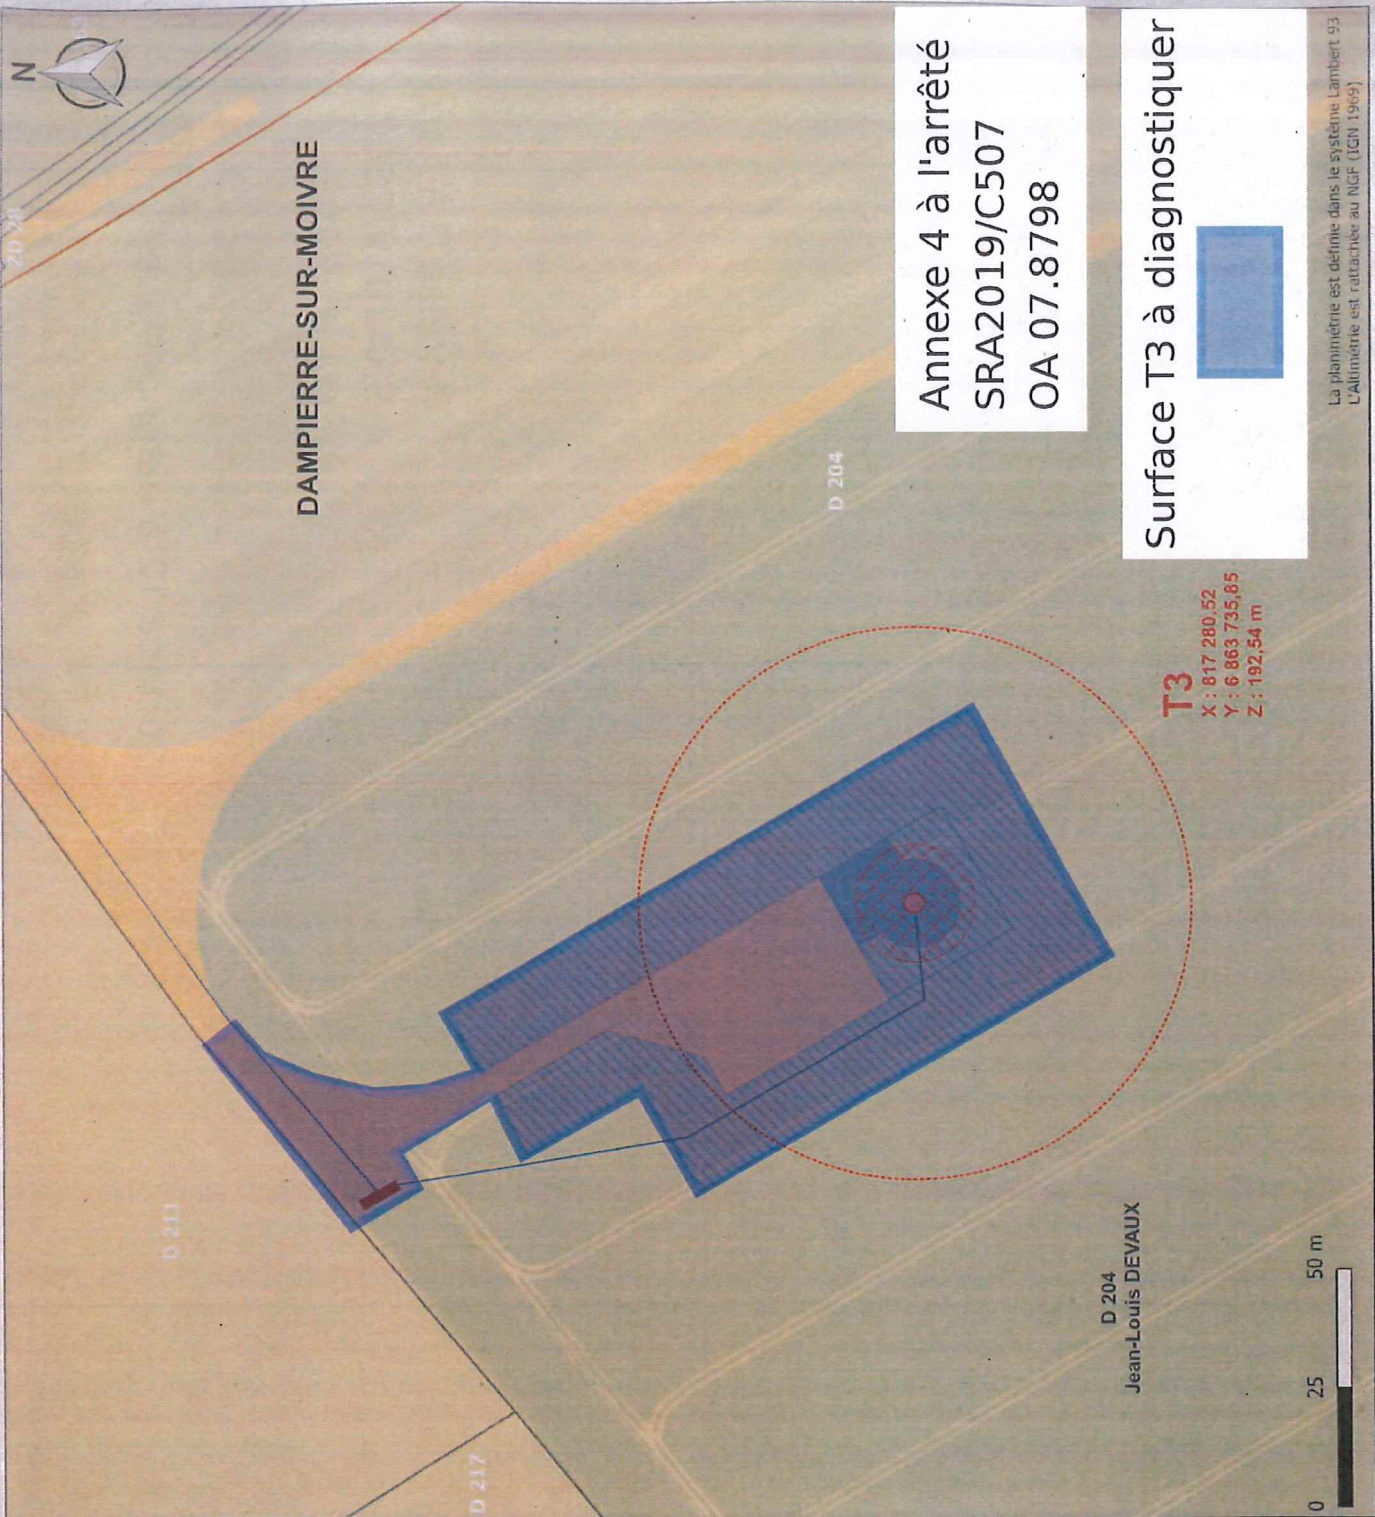 N
ZD 28
DAMPIERRE-SUR-MOIVRE
Annexe 4 à l'arrêté
SRA2019/C507
OA 07.8798
Surface T3 à diagnostiquer
La planimétrie est définie dans le système Lambert 93
L'Altimétrie est rattachée au NGF (IGN 1969)
D 204
T3
X : 817 280,52
Y : 6 863 735,85
Z : 192,54 m
D 211
D 217
D 204
Jean-Louis DEVAUX
0 25 50 m